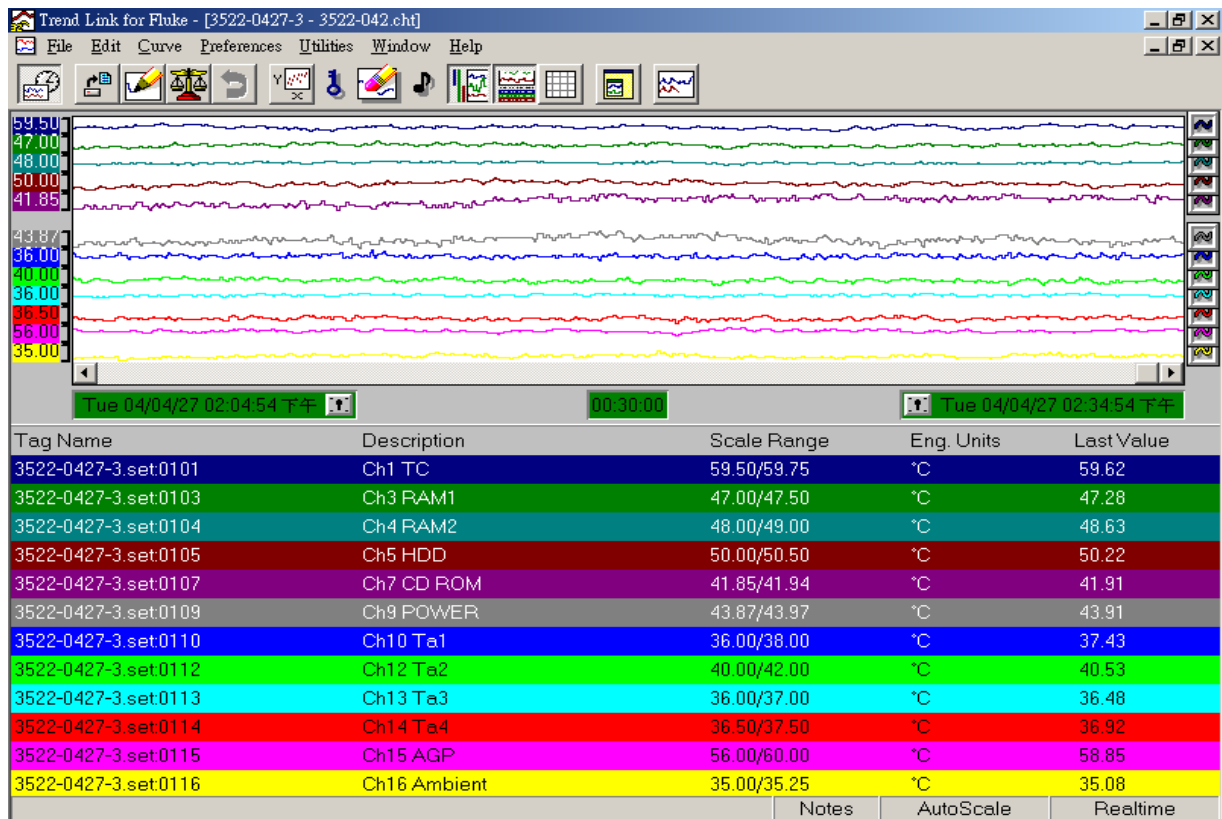 Trend Link for Fluke - [3522-0427-3 - 3522-042.cht]
File Edit Curve Preferences Utilities Window Help
59.50
47.00
48.00
50.00
41.85
43.87
36.00
40.00
36.00
36.50
56.00
35.00
Tue 04/04/27 02:04:54 下午 00:30:00 Tue 04/04/27 02:34:54 下午
Tag Name Description Scale Range Eng. Units Last Value
3522-0427-3.set:0101 Ch1 TC 59.50/59.75 °C 59.62
3522-0427-3.set:0103 Ch3 RAM1 47.00/47.50 °C 47.28
3522-0427-3.set:0104 Ch4 RAM2 48.00/49.00 °C 48.63
3522-0427-3.set:0105 Ch5 HDD 50.00/50.50 °C 50.22
3522-0427-3.set:0107 Ch7 CD ROM 41.85/41.94 °C 41.91
3522-0427-3.set:0109 Ch9 POWER 43.87/43.97 °C 43.91
3522-0427-3.set:0110 Ch10 Ta1 36.00/38.00 °C 37.43
3522-0427-3.set:0112 Ch12 Ta2 40.00/42.00 °C 40.53
3522-0427-3.set:0113 Ch13 Ta3 36.00/37.00 °C 36.48
3522-0427-3.set:0114 Ch14 Ta4 36.50/37.50 °C 36.92
3522-0427-3.set:0115 Ch15 AGP 56.00/60.00 °C 58.85
3522-0427-3.set:0116 Ch16 Ambient 35.00/35.25 °C 35.08
Notes AutoScale Realtime